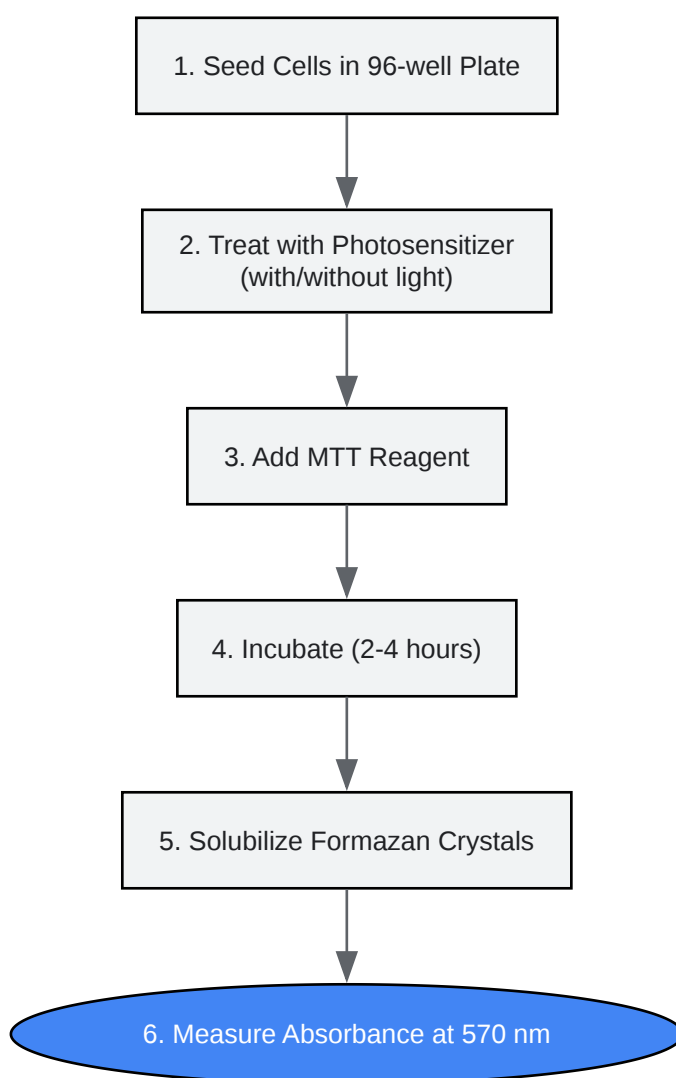 1. Seed Cells in 96-well Plate
2. Treat with Photosensitizer
(with/without light)
3. Add MTT Reagent
4. Incubate (2-4 hours)
5. Solubilize Formazan Crystals
6. Measure Absorbance at 570 nm